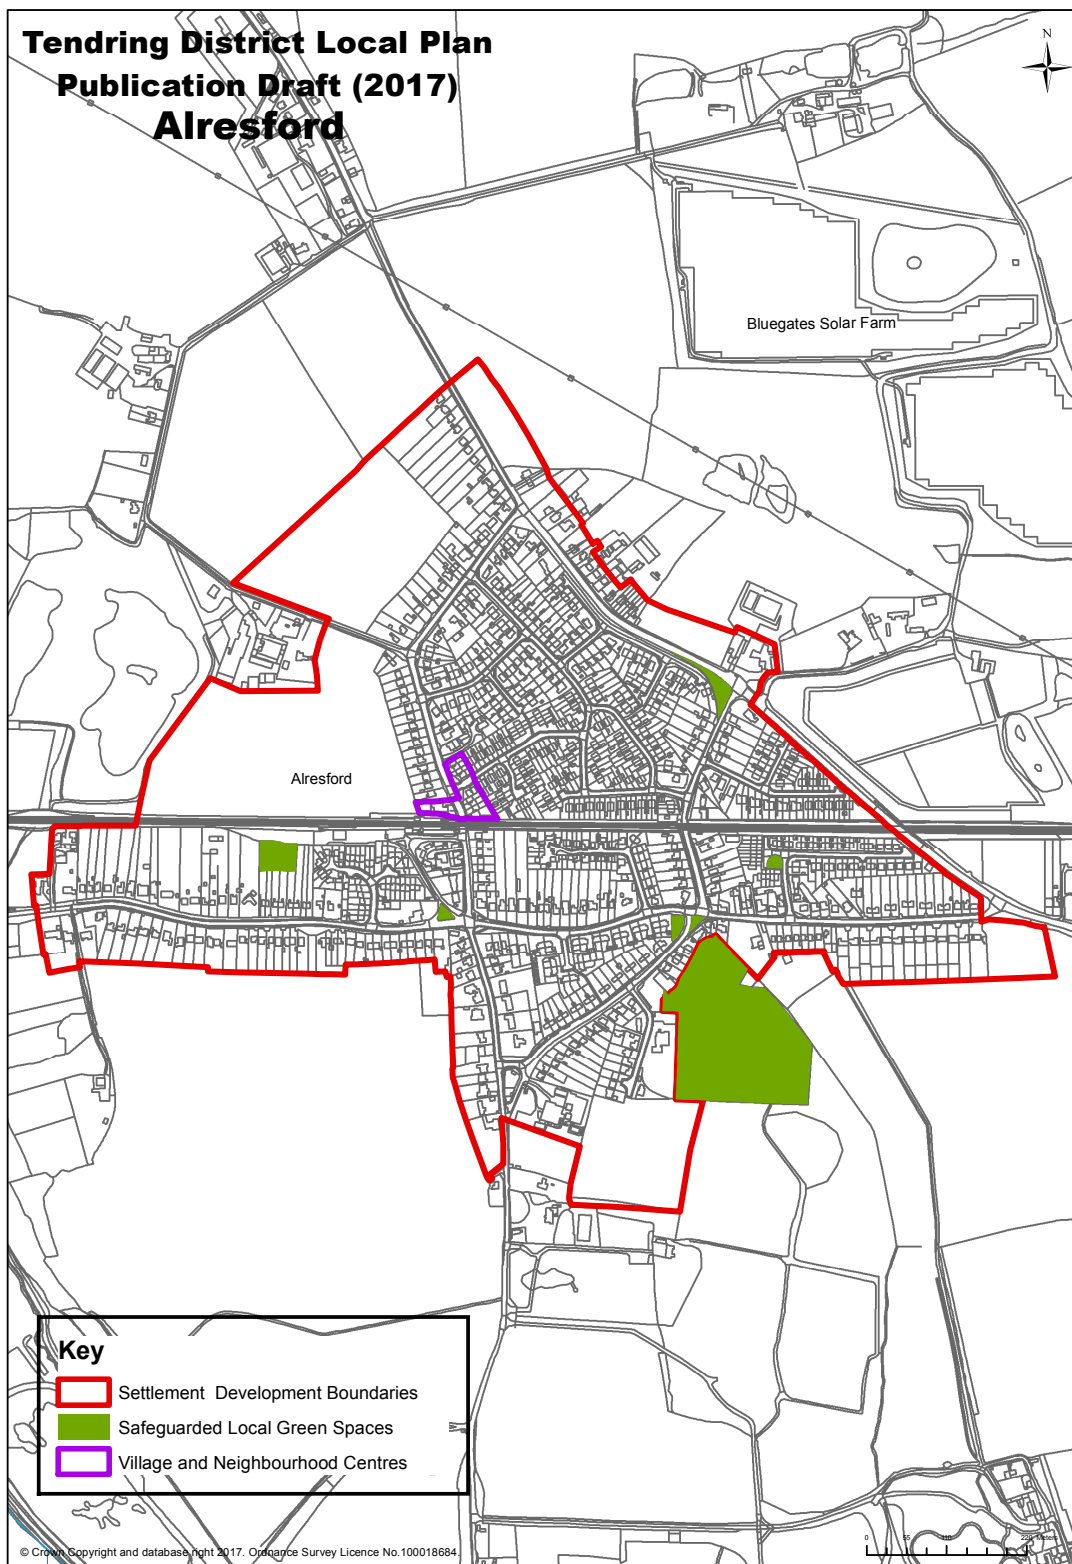 Tendring District Local Plan
Publication Draft (2017)
Alresford
N
Bluegates Solar Farm
Alresford
Key
Settlement Development Boundaries
Safeguarded Local Green Spaces
Village and Neighbourhood Centres
0 55 110 220 Meters
© Crown Copyright and database right 2017. Ordnance Survey Licence No.100018684.